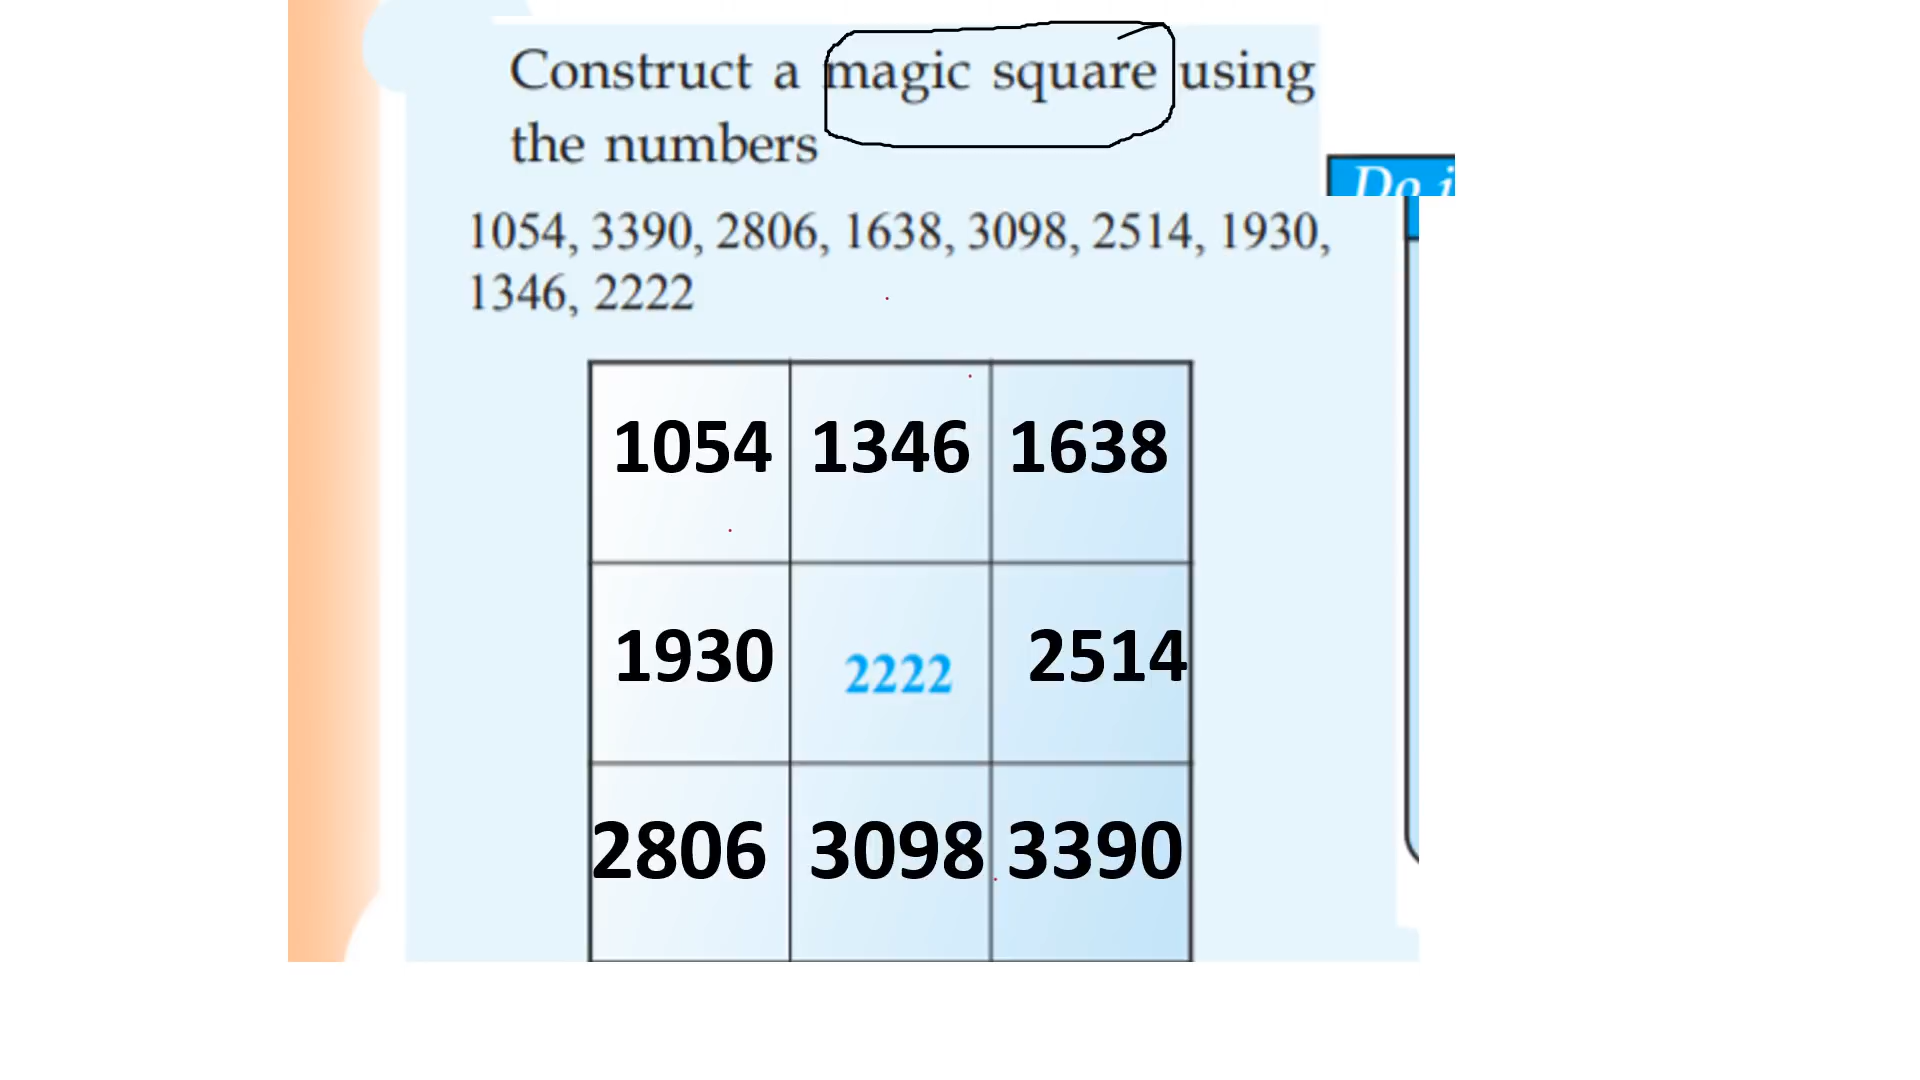 Construct a magic square using
the numbers
Do i
1054, 3390, 2806, 1638, 3098, 2514, 1930,
1346, 2222
1054 1346 1638
1930 2222 2514
2806 3098 3390